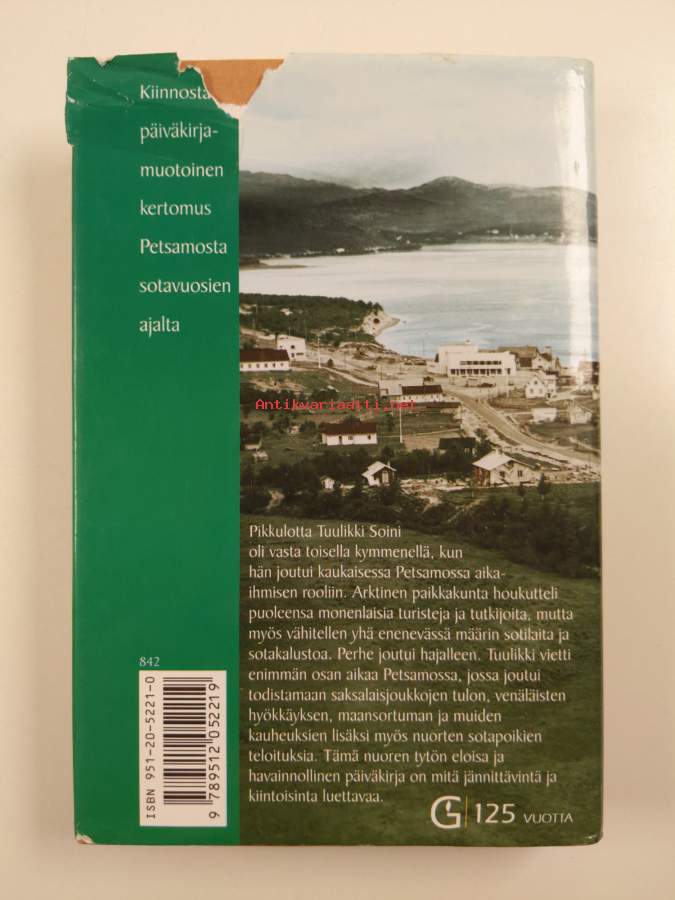 Kiinnosta
päiväkirja-
muotoinen
kertomus
Petsamosta
sotavuosien
ajalta
Antikvariaatti.net
Pikkulotta Tuulikki Soini
oli vasta toisella kymmenellä, kun
hän joutui kaukaisessa Petsamossa aika-
ihmisen rooliin. Arktinen paikkakunta houkutteli
puoleensa monenlaisia turisteja ja tutkijoita, mutta
myös vähitellen yhä enenevässä määrin sotilaita ja
sotakalustoa. Perhe joutui hajalleen. Tuulikki vietti
enimmän osan aikaa Petsamossa, jossa joutui
todistamaan saksalaisjoukkojen tulon, venäläisten
hyökkäyksen, maansortuman ja muiden
kauheuksien lisäksi myös nuorten sotapoikien
teloituksia. Tämä nuoren tytön eloisa ja
havainnollinen päiväkirja on mitä jännittävintä ja
kiintoisinta luettavaa.
842
ISBN 951-20-5221-0
9 789512 052219
G 125 VUOTTA